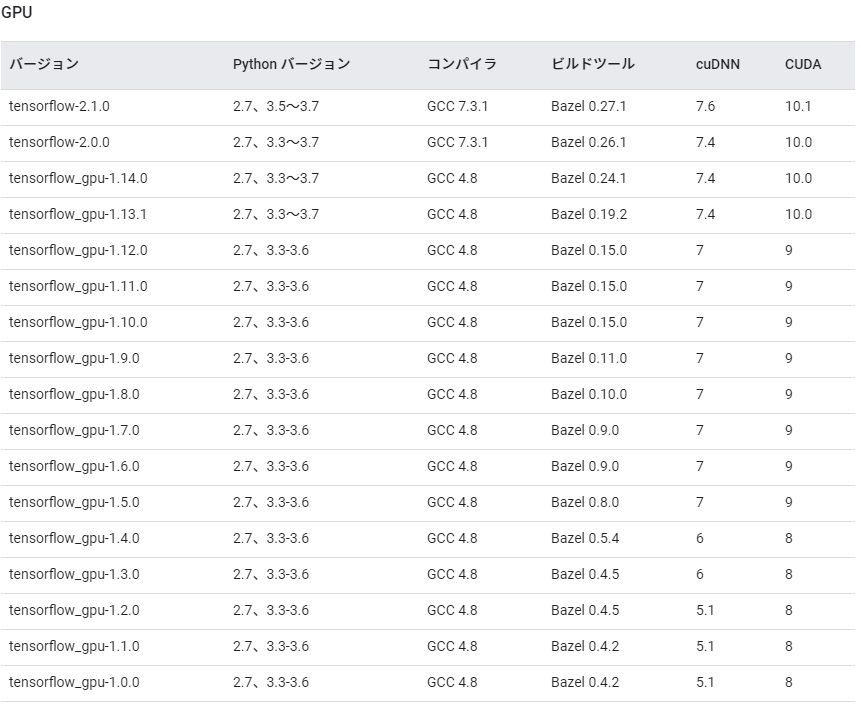 GPU
バージョン Python バージョン コンパイラ ビルドツール cuDNN CUDA
tensorflow-2.1.0 2.7、3.5～3.7 GCC 7.3.1 Bazel 0.27.1 7.6 10.1
tensorflow-2.0.0 2.7、3.3～3.7 GCC 7.3.1 Bazel 0.26.1 7.4 10.0
tensorflow_gpu-1.14.0 2.7、3.3～3.7 GCC 4.8 Bazel 0.24.1 7.4 10.0
tensorflow_gpu-1.13.1 2.7、3.3～3.7 GCC 4.8 Bazel 0.19.2 7.4 10.0
tensorflow_gpu-1.12.0 2.7、3.3-3.6 GCC 4.8 Bazel 0.15.0 7 9
tensorflow_gpu-1.11.0 2.7、3.3-3.6 GCC 4.8 Bazel 0.15.0 7 9
tensorflow_gpu-1.10.0 2.7、3.3-3.6 GCC 4.8 Bazel 0.15.0 7 9
tensorflow_gpu-1.9.0 2.7、3.3-3.6 GCC 4.8 Bazel 0.11.0 7 9
tensorflow_gpu-1.8.0 2.7、3.3-3.6 GCC 4.8 Bazel 0.10.0 7 9
tensorflow_gpu-1.7.0 2.7、3.3-3.6 GCC 4.8 Bazel 0.9.0 7 9
tensorflow_gpu-1.6.0 2.7、3.3-3.6 GCC 4.8 Bazel 0.9.0 7 9
tensorflow_gpu-1.5.0 2.7、3.3-3.6 GCC 4.8 Bazel 0.8.0 7 9
tensorflow_gpu-1.4.0 2.7、3.3-3.6 GCC 4.8 Bazel 0.5.4 6 8
tensorflow_gpu-1.3.0 2.7、3.3-3.6 GCC 4.8 Bazel 0.4.5 6 8
tensorflow_gpu-1.2.0 2.7、3.3-3.6 GCC 4.8 Bazel 0.4.5 5.1 8
tensorflow_gpu-1.1.0 2.7、3.3-3.6 GCC 4.8 Bazel 0.4.2 5.1 8
tensorflow_gpu-1.0.0 2.7、3.3-3.6 GCC 4.8 Bazel 0.4.2 5.1 8